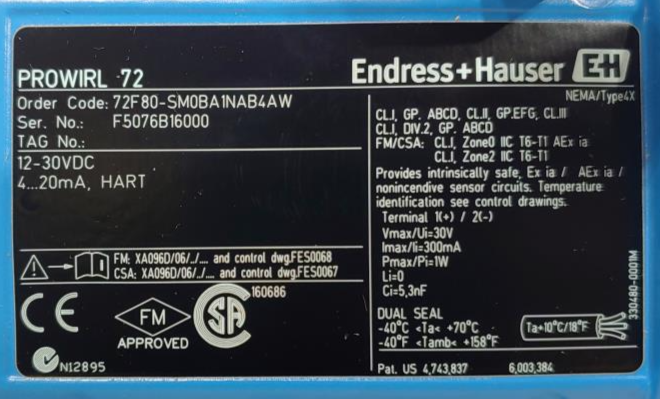 PROWIRL 72
Endress+Hauser EH
NEMA/Type4X
Order Code: 72F80-SM0BA1NAB4AW
Ser. No.: F5076B16000
TAG No.:
12-30VDC
4...20mA, HART
CL.I, GP. ABCD, CL.II, GP.EFG, CL.III
CL.I, DIV.2, GP. ABCD
FM/CSA: CL.I, Zone0 IIC T6-T1 AEx ia
CL.I, Zone2 IIC T6-T1
Provides intrinsically safe, Ex ia / AEx ia /
nonincendive sensor circuits. Temperature
identification see control drawings.
Terminal 1(+) / 2(-)
Vmax/Ui=30V
Imax/Ii=300mA
Pmax/Pi=1W
Li=0
Ci=5,3nF
FM: XA096D/06/../... and control dwg.FES0068
CSA: XA096D/06/../... and control dwg.FES0067
CE
FM
APPROVED
SA
160686
N12895
DUAL SEAL
-40°C <Ta< +70°C
-40°F <Tamb< +158°F
Ta+10°C/18°F
Pat. US 4,743,837 6,003,384
330480-0001M